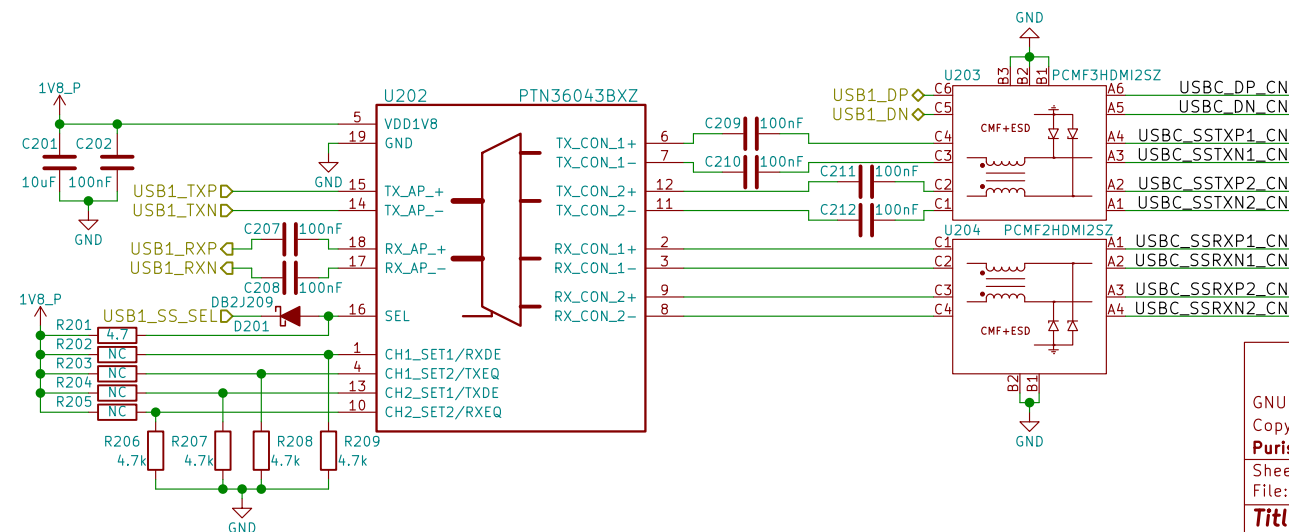 GND
1V8_P
U202 PTN36043BXZ
U203 PCMF3HDMI2SZ
B3 B2 B1
C201 C202
10uF 100nF
GND
5 VDD1V8
19 GND
GND
USB1_TXP 15 TX_AP_+
USB1_TXN 14 TX_AP_-
C207 100nF
USB1_RXP 18 RX_AP_+
USB1_RXN 17 RX_AP_-
C208 100nF
DB2J209
USB1_SS_SEL 16 SEL
D201
1V8_P
R201 4.7
R202 NC 1 CH1_SET1/RXDE
R203 NC 4 CH1_SET2/TXEQ
R204 NC 13 CH2_SET1/TXDE
R205 NC 10 CH2_SET2/RXEQ
R206 R207 R208 R209
4.7k 4.7k 4.7k 4.7k
GND
TX_CON_1+ 6
TX_CON_1- 7
TX_CON_2+ 12
TX_CON_2- 11
RX_CON_1+ 2
RX_CON_1- 3
RX_CON_2+ 9
RX_CON_2- 8
C209 100nF
C210 100nF
C211 100nF
C212 100nF
USB1_DP C6 A6 USBC_DP_CN
USB1_DN C5 A5 USBC_DN_CN
CMF+ESD
C4 A4 USBC_SSTXP1_CN
C3 A3 USBC_SSTXN1_CN
C2 A2 USBC_SSTXP2_CN
C1 A1 USBC_SSTXN2_CN
U204 PCMF2HDMI2SZ
C1 A1 USBC_SSRXP1_CN
C2 A2 USBC_SSRXN1_CN
C3 A3 USBC_SSRXP2_CN
C4 A4 USBC_SSRXN2_CN
CMF+ESD
B2 B1
GND
GNU
Copy
Puris
Sheet
File:
Titl